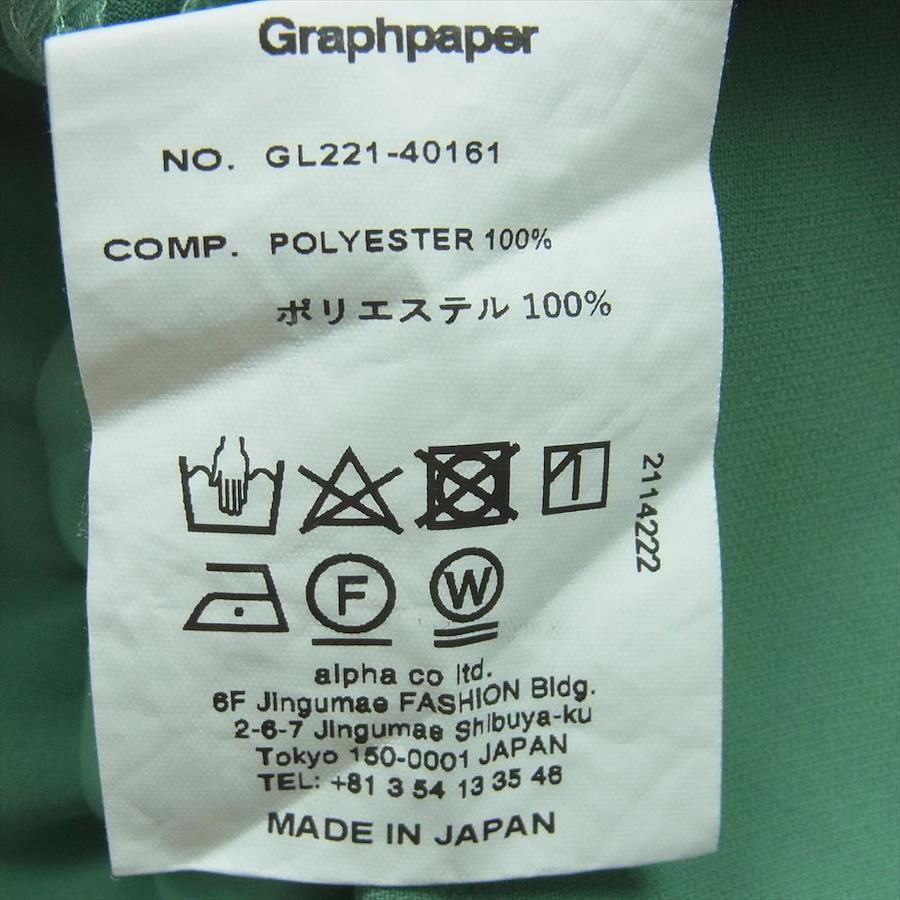 Graphpaper
NO. GL221-40161
COMP. POLYESTER 100%
ポリエステル 100%
2114222
F
W
alpha co ltd.
6F Jingumae FASHION Bldg.
2-6-7 Jingumae Shibuya-ku
Tokyo 150-0001 JAPAN
TEL: +81 3 54 13 35 46
MADE IN JAPAN